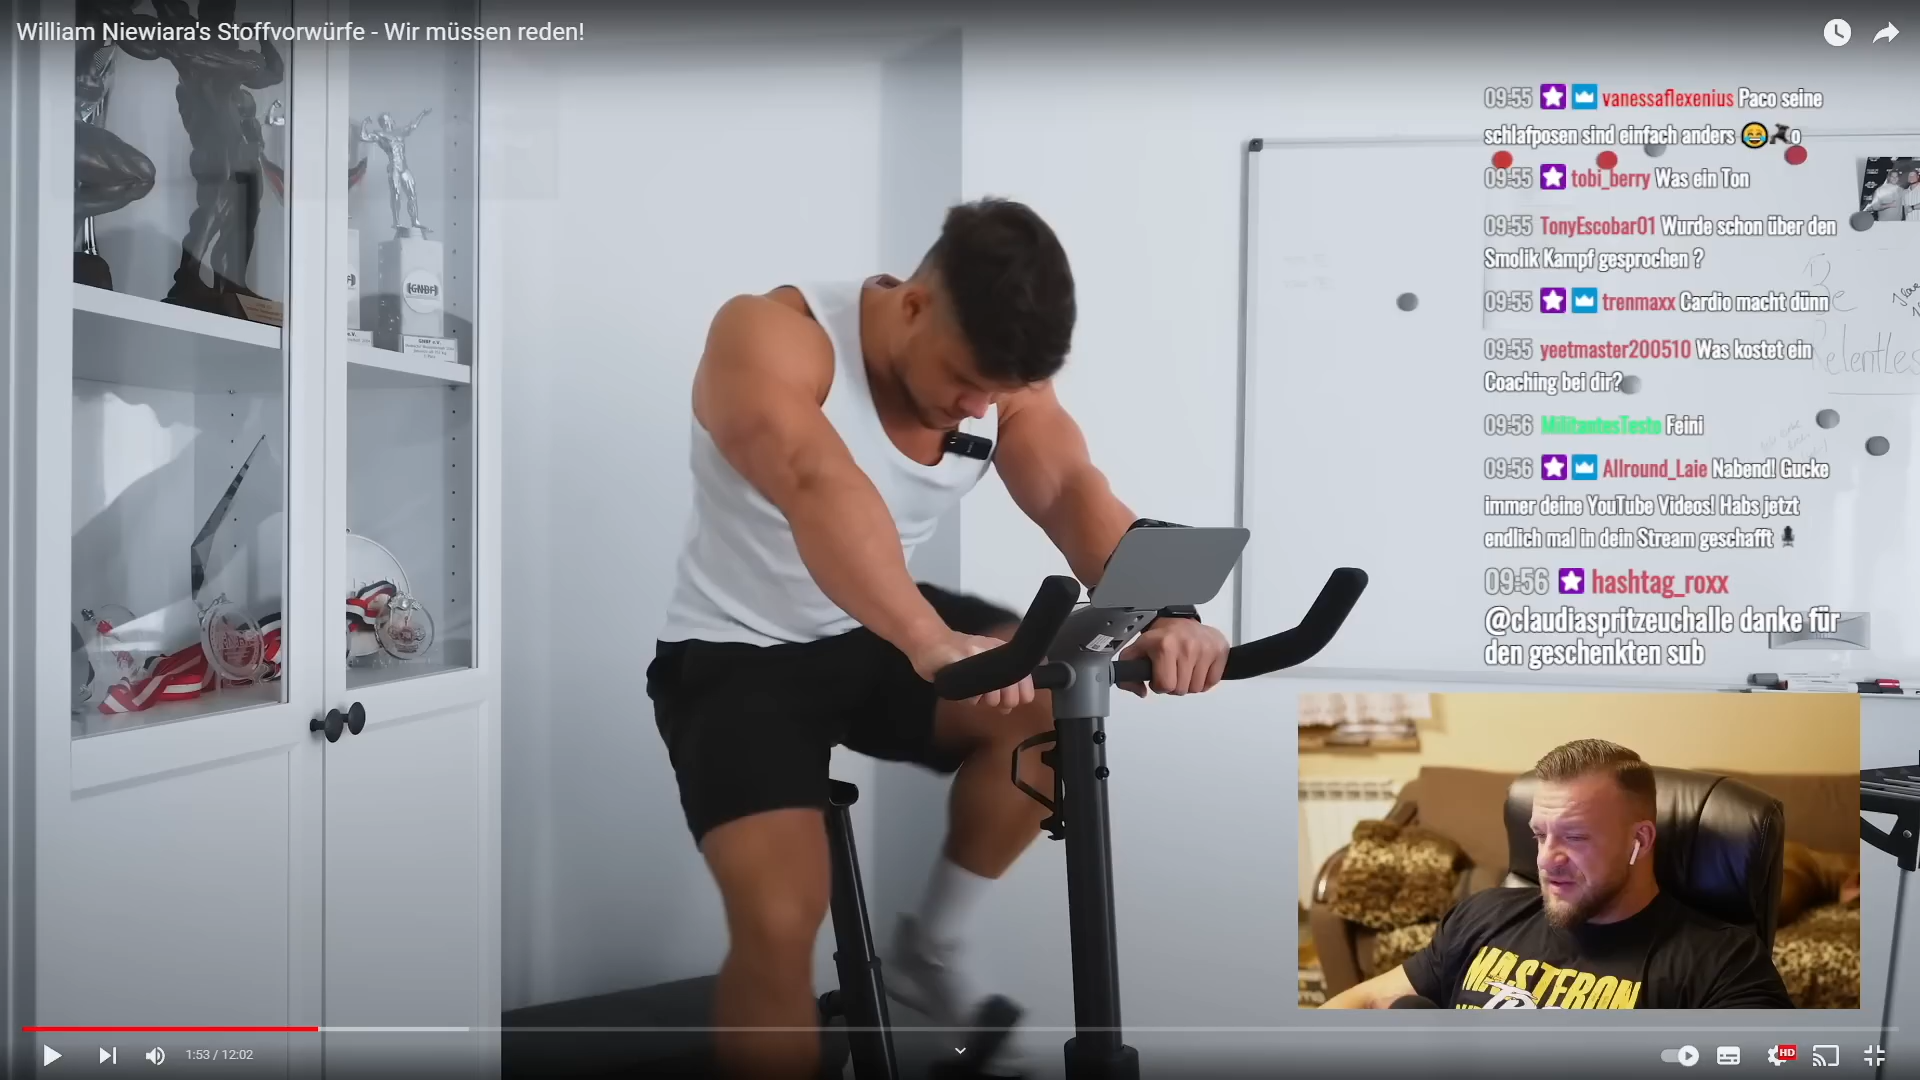 William Niewiara's Stoffvorwürfe - Wir müssen reden!
09:55 vanessaflexenius Paco seine
schlafposen sind einfach anders 😂 o
09:55 tobi_berry Was ein Ton
09:55 TonyEscobar01 Wurde schon über den
Smolik Kampf gesprochen ?
09:55 trenmaxx Cardio macht dünn
09:55 yeetmaster200510 Was kostet ein
Coaching bei dir?
09:56 MilitantesTesto Feini
09:56 Allround_Laie Nabend! Gucke
immer deine YouTube Videos! Habs jetzt
endlich mal in dein Stream geschafft
09:56 hashtag_roxx
@claudiaspritzeuchalle danke für
den geschenkten sub
GNBF
GNBF e.V.
Be
Relentles
MASTERON
1:53 / 12:02
HD